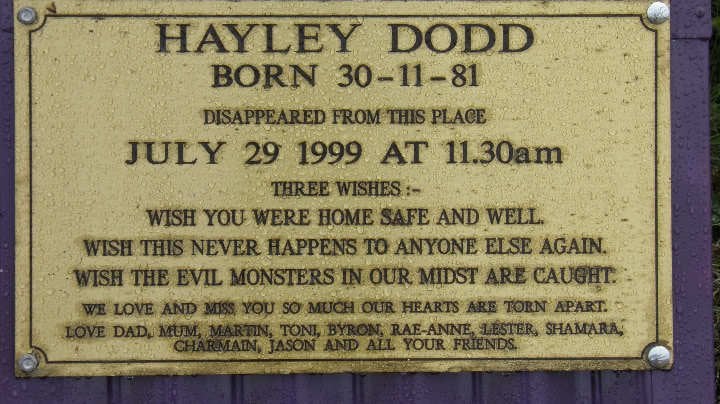 HAYLEY DODD
BORN 30-11-81
DISAPPEARED FROM THIS PLACE
JULY 29 1999 AT 11.30am
THREE WISHES :-
WISH YOU WERE HOME SAFE AND WELL.
WISH THIS NEVER HAPPENS TO ANYONE ELSE AGAIN.
WISH THE EVIL MONSTERS IN OUR MIDST ARE CAUGHT.
WE LOVE AND MISS YOU SO MUCH OUR HEARTS ARE TORN APART.
LOVE DAD, MUM, MARTIN, TONI, BYRON, RAE-ANNE, LESTER, SHAMARA,
CHARMAIN, JASON AND ALL YOUR FRIENDS.